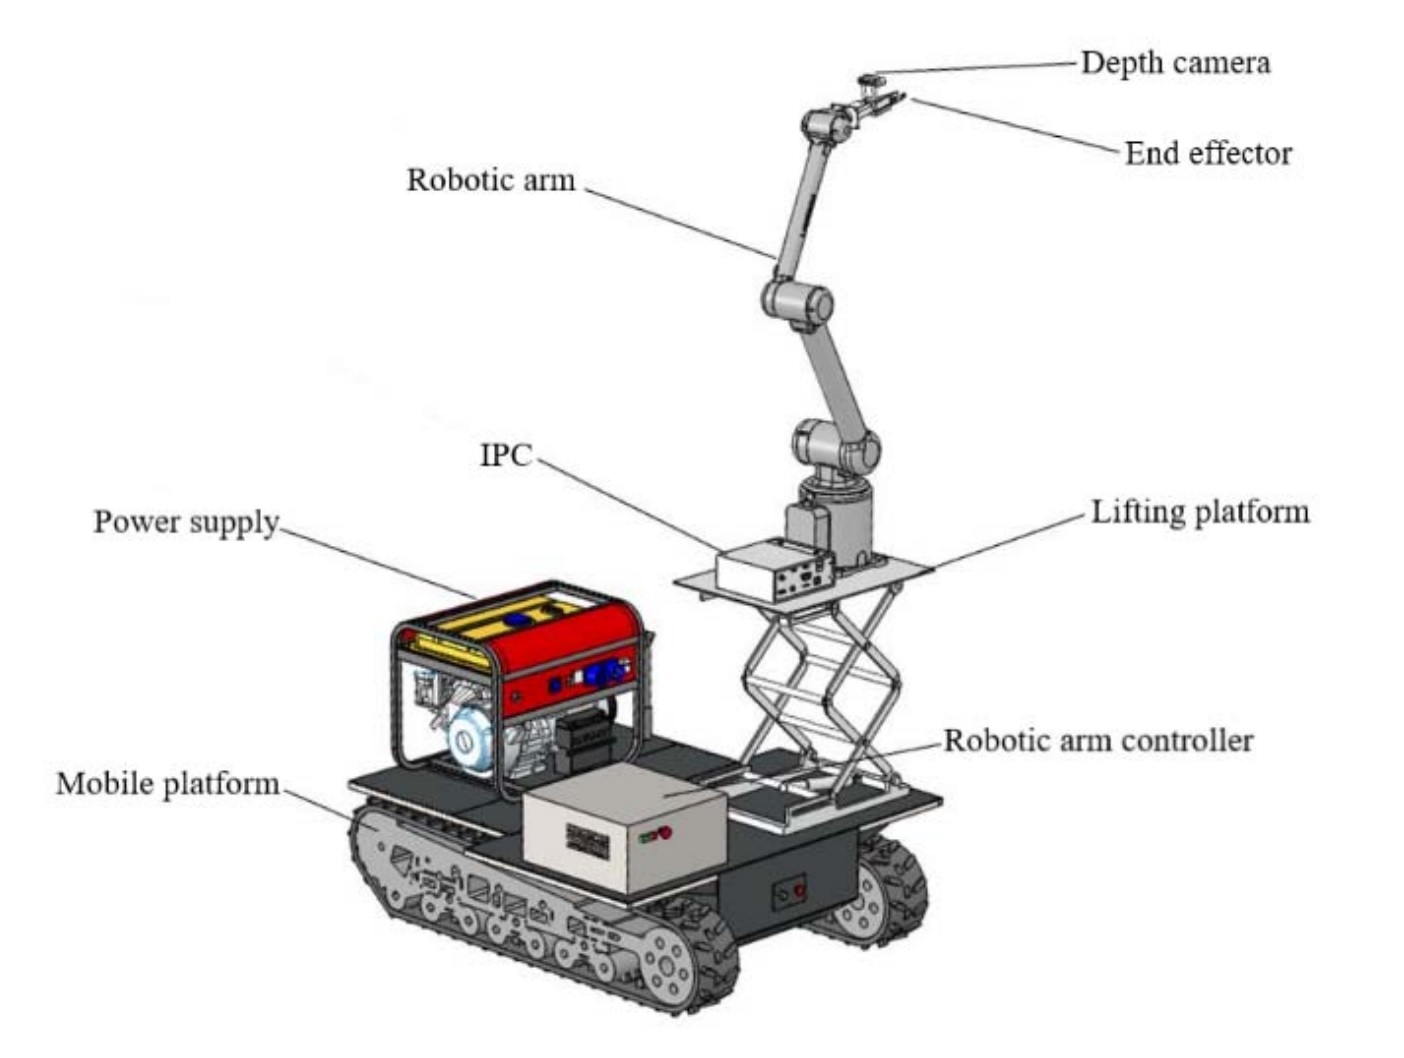 Depth camera
End effector
Robotic arm
IPC
Power supply
Lifting platform
Robotic arm controller
Mobile platform